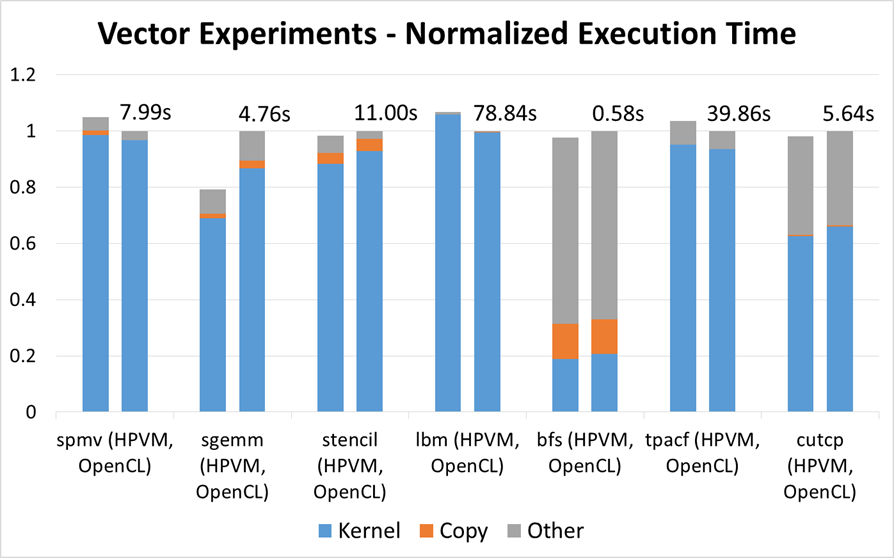 Vector Experiments - Normalized Execution Time
1.2
7.99s 4.76s 11.00s 78.84s 0.58s 39.86s 5.64s
1
0.8
0.6
0.4
0.2
0
spmv (HPVM, OpenCL)
sgemm (HPVM, OpenCL)
stencil (HPVM, OpenCL)
lbm (HPVM, OpenCL)
bfs (HPVM, OpenCL)
tpacf (HPVM, OpenCL)
cutcp (HPVM, OpenCL)
Kernel Copy Other